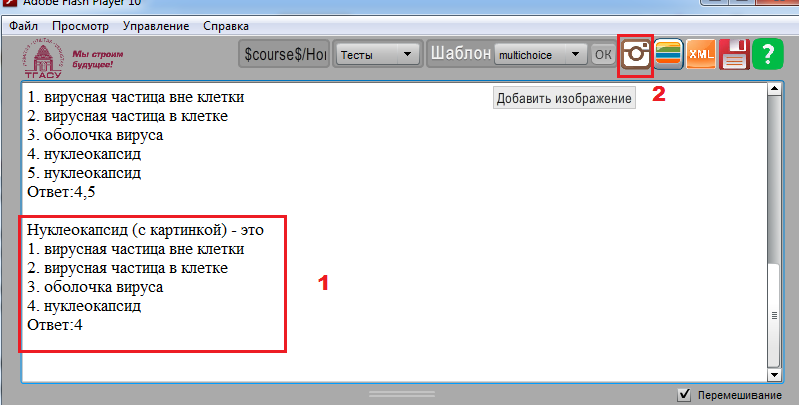 Adobe Flash Player 10
Файл Просмотр Управление Справка
Мы строим
будущее!
ТГАСУ
$course$/Hon Тесты Шаблон multichoice OK XML ?
Добавить изображение
2
1. вирусная частица вне клетки
2. вирусная частица в клетке
3. оболочка вируса
4. нуклеокапсид
5. нуклеокапсид
Ответ:4,5
Нуклеокапсид (с картинкой) - это
1. вирусная частица вне клетки
2. вирусная частица в клетке
3. оболочка вируса
4. нуклеокапсид
Ответ:4
1
Перемешивание